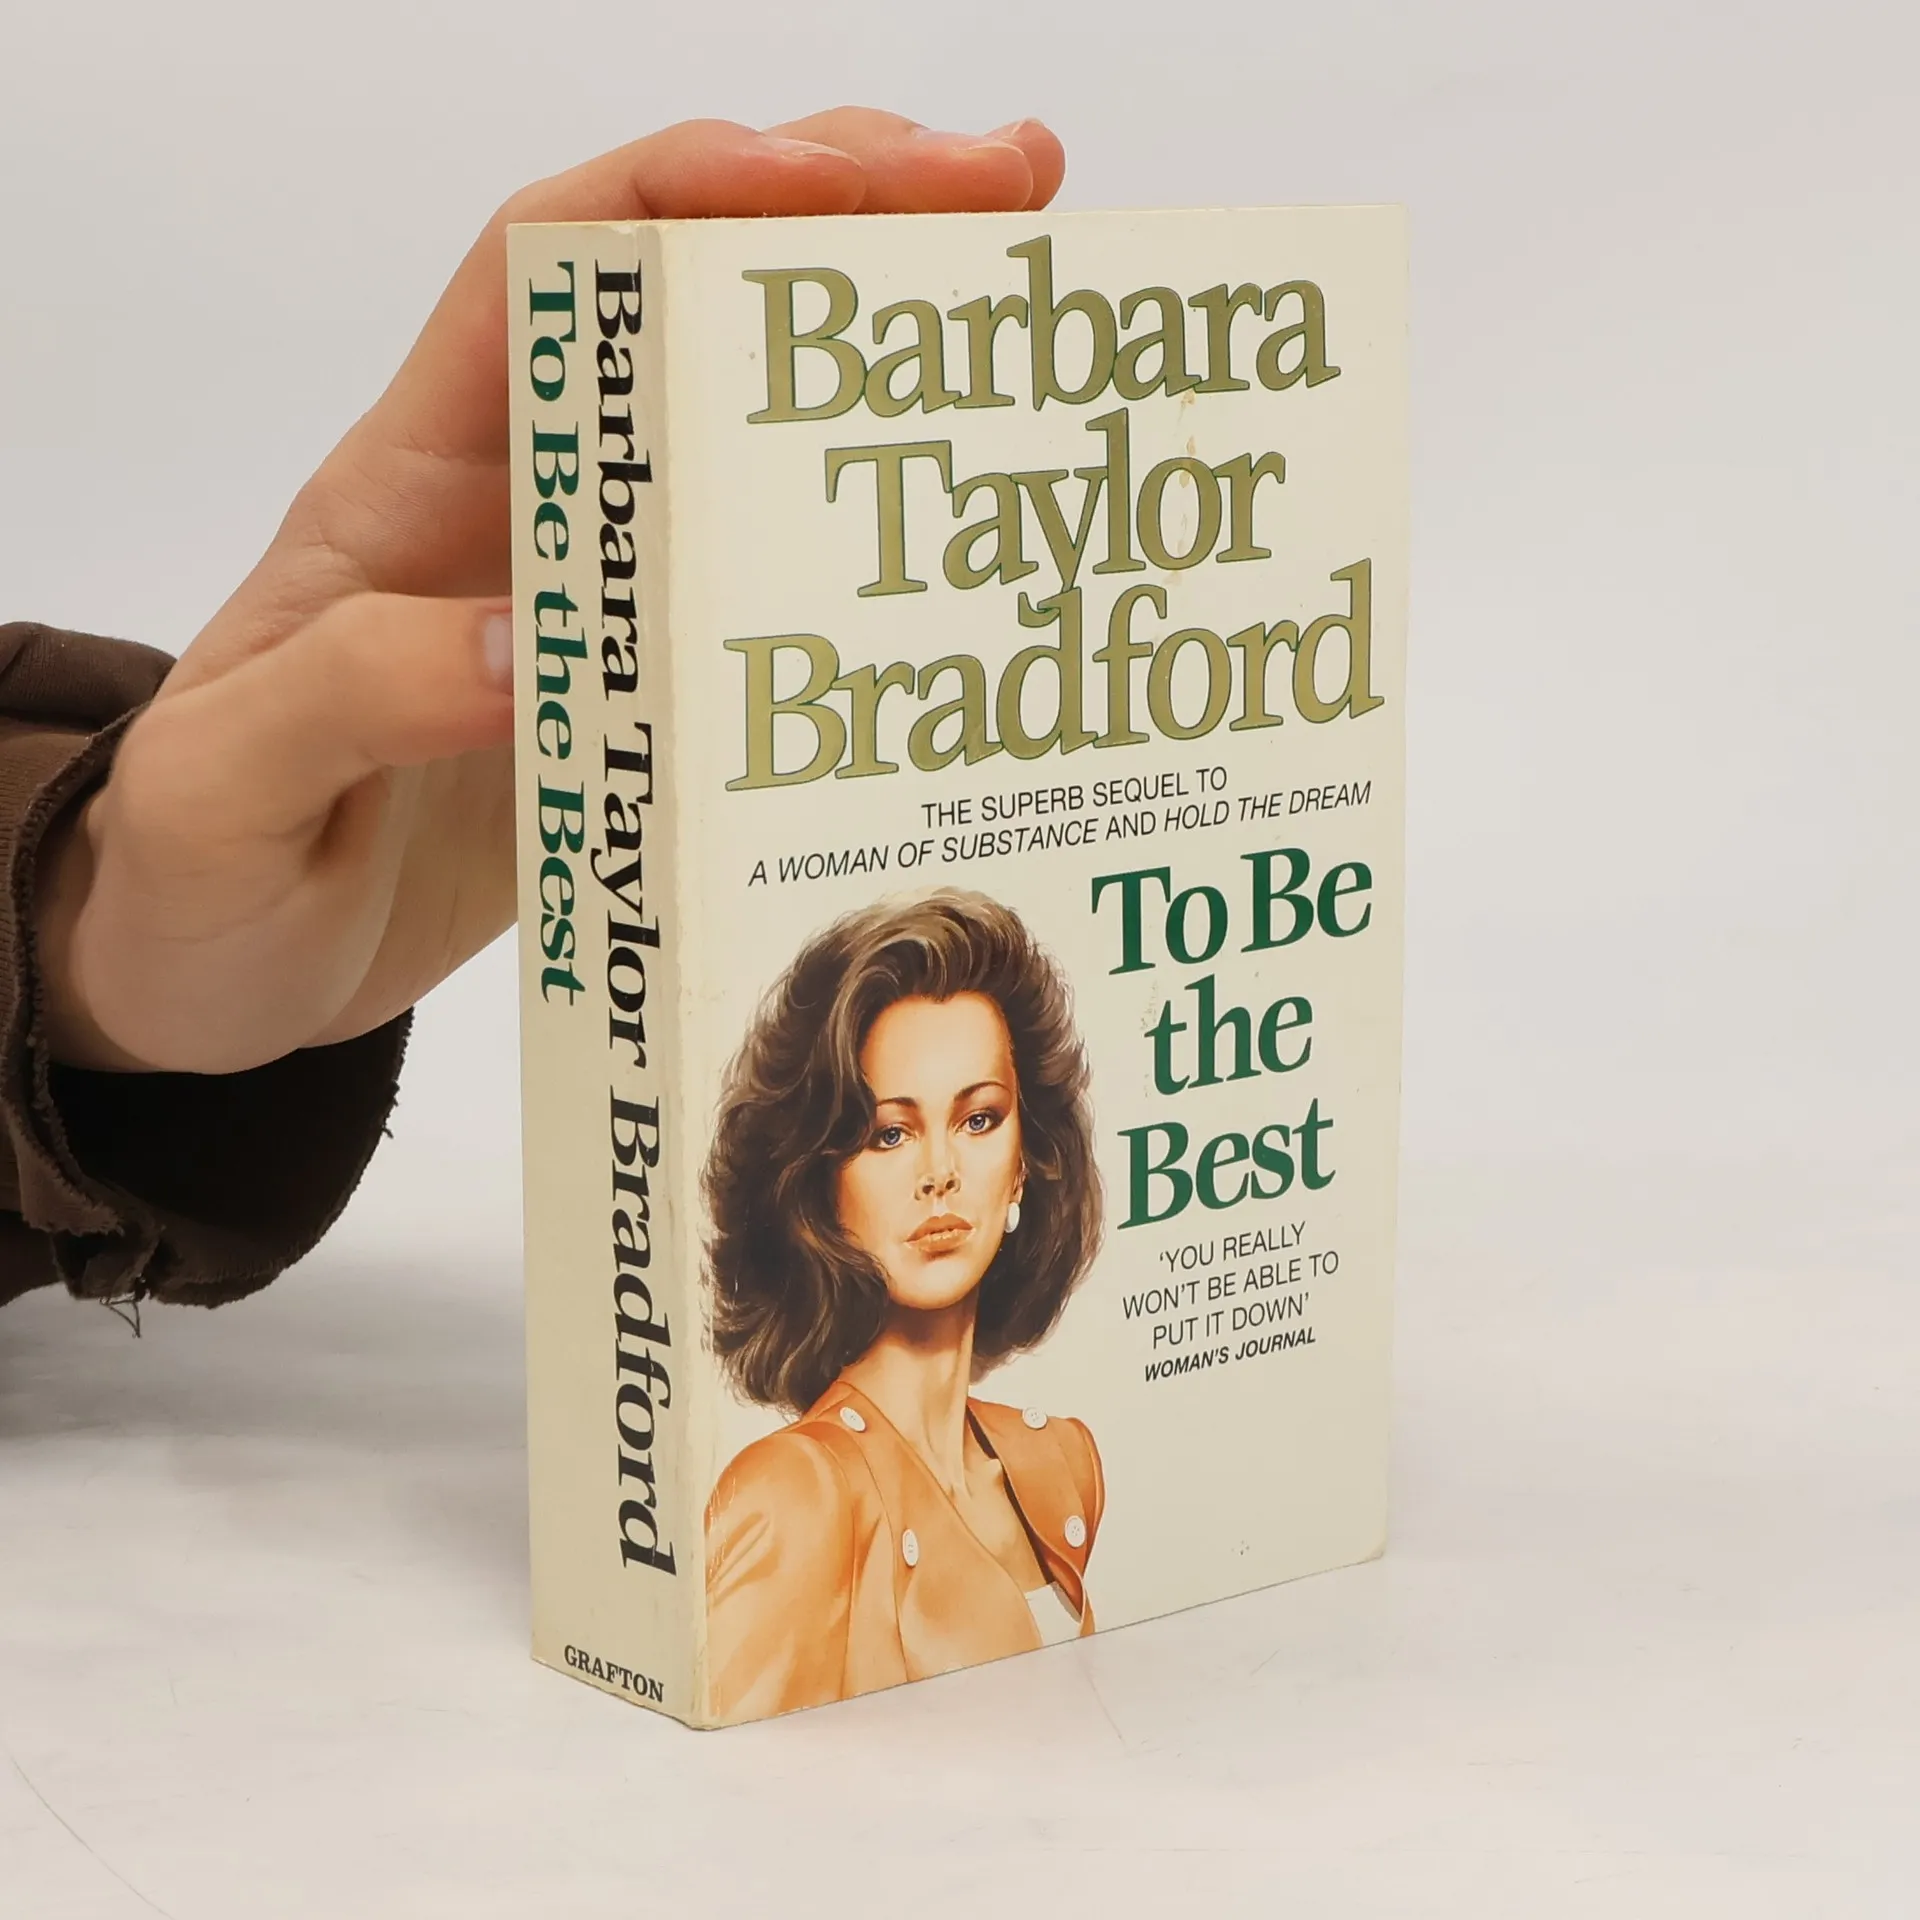 Barbara Taylor Bradford
To Be the Best
GRAFTON
Barbara
Taylor
Bradford
THE SUPERB SEQUEL TO
A WOMAN OF SUBSTANCE AND HOLD THE DREAM
To Be
the
Best
‘YOU REALLY
WON'T BE ABLE TO
PUT IT DOWN’
WOMAN'S JOURNAL